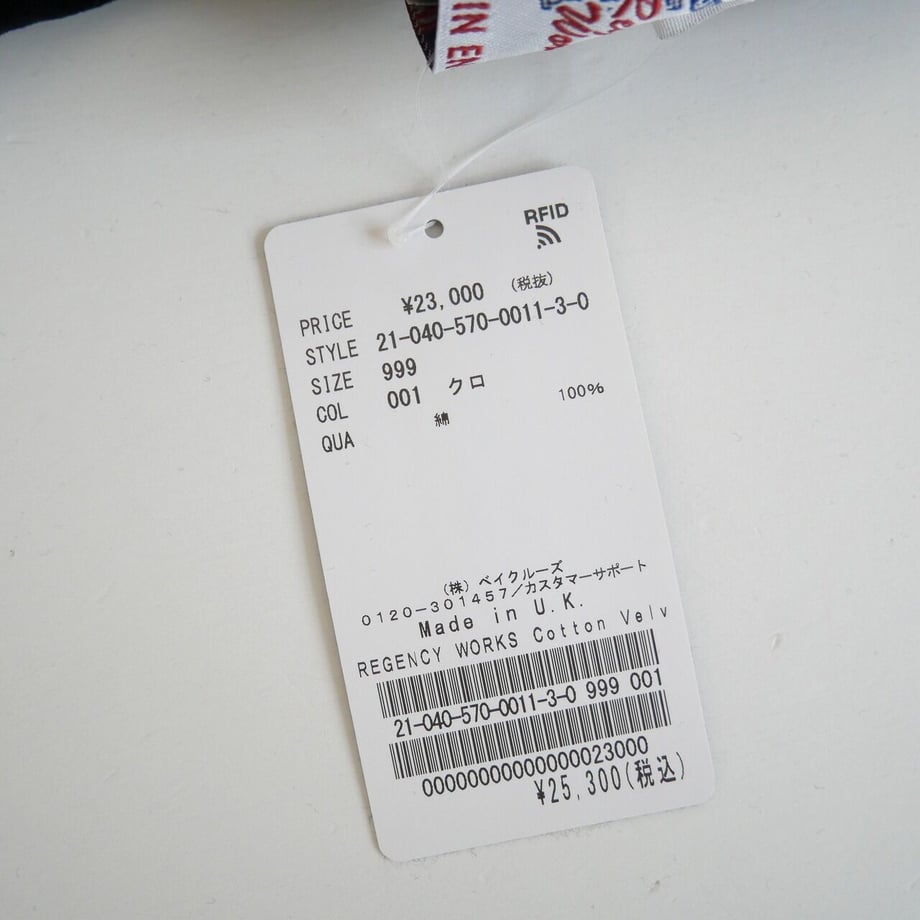 IN EN
RFID
PRICE ¥23,000 (税抜)
STYLE 21-040-570-0011-3-0
SIZE 999
COL 001 クロ
QUA 綿 100%
(株) ベイクルーズ
0120-301457/カスタマーサポート
Made in U.K.
REGENCY WORKS Cotton Velv
21-040-570-0011-3-0 999 001
00000000000000023000
¥25,300(税込)